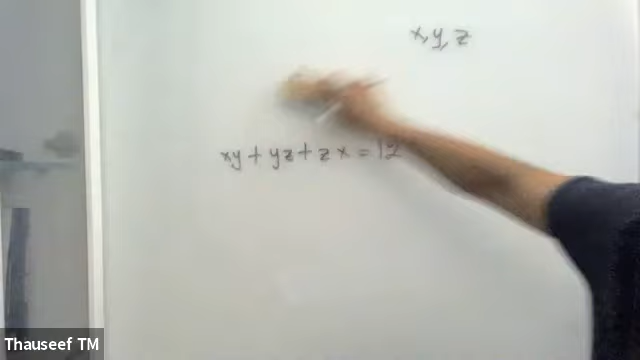 x, y, z
xy + yz + zx = 12
Thauseef TM